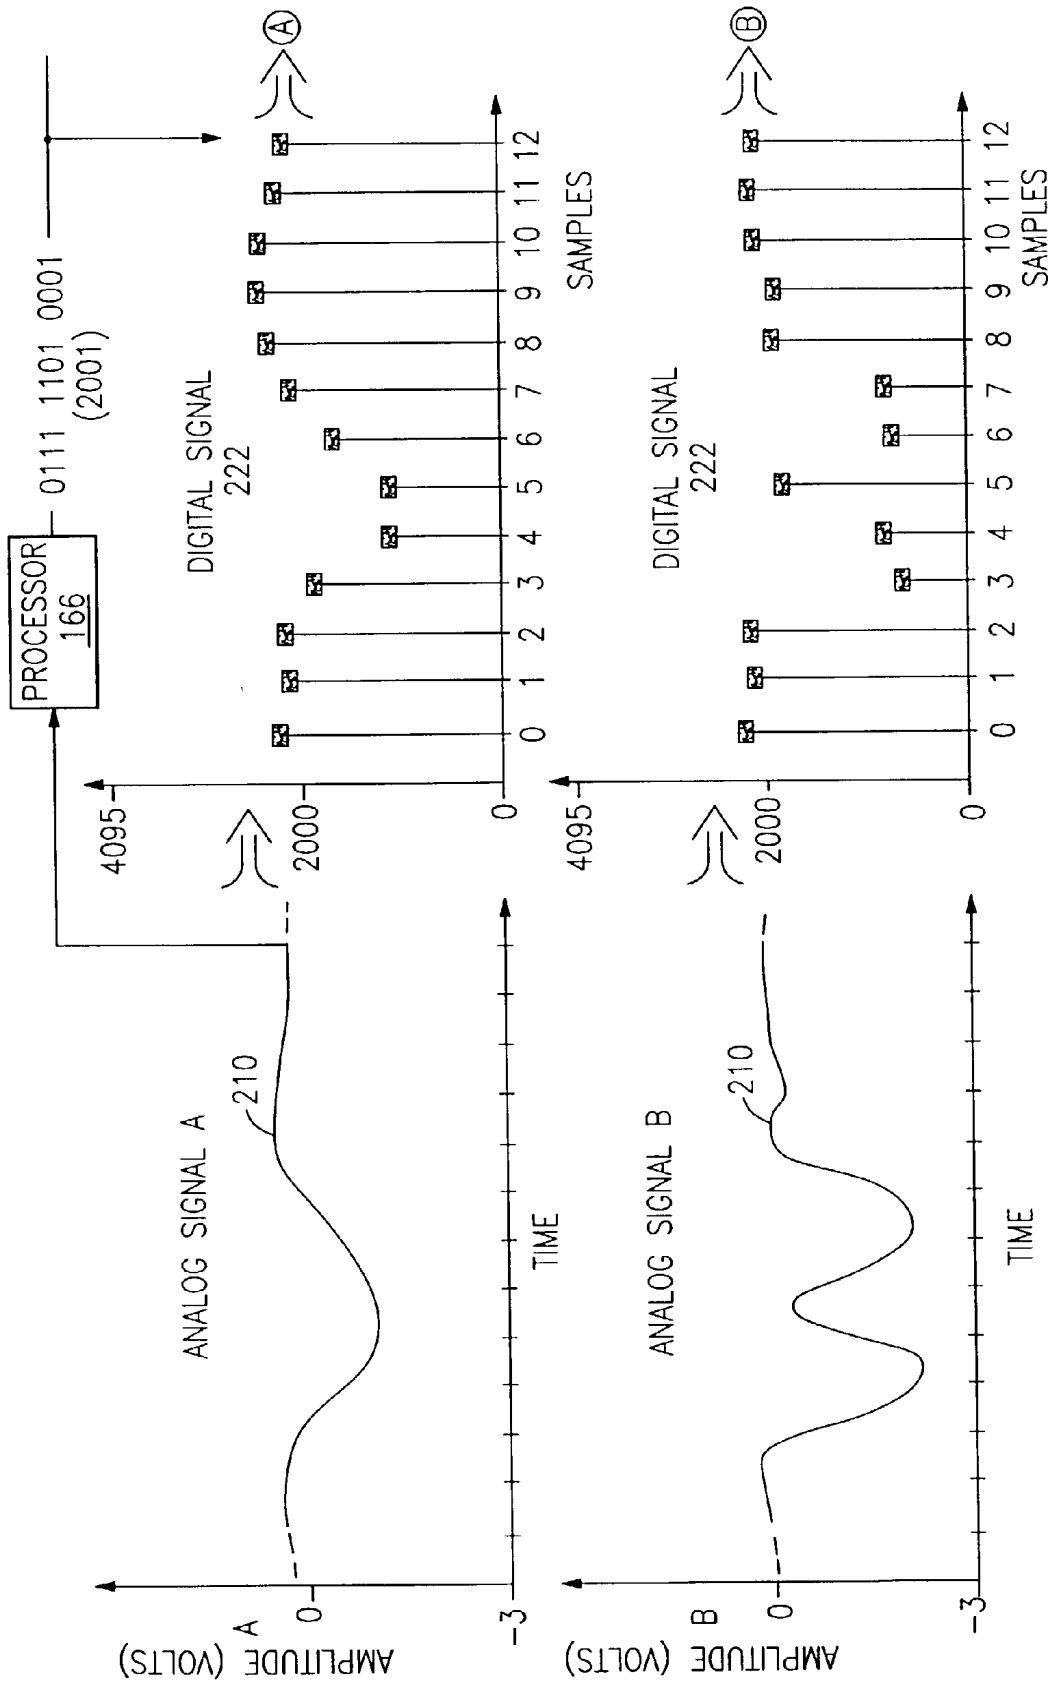 PROCESSOR
166
0111 1101 0001
(2001)
ANALOG SIGNAL A
210
AMPLITUDE (VOLTS)
A
0
-3
TIME
DIGITAL SIGNAL
222
4095
2000
0
0 1 2 3 4 5 6 7 8 9 10 11 12
SAMPLES
A
ANALOG SIGNAL B
210
AMPLITUDE (VOLTS)
B
0
-3
TIME
DIGITAL SIGNAL
222
4095
2000
0
0 1 2 3 4 5 6 7 8 9 10 11 12
SAMPLES
B